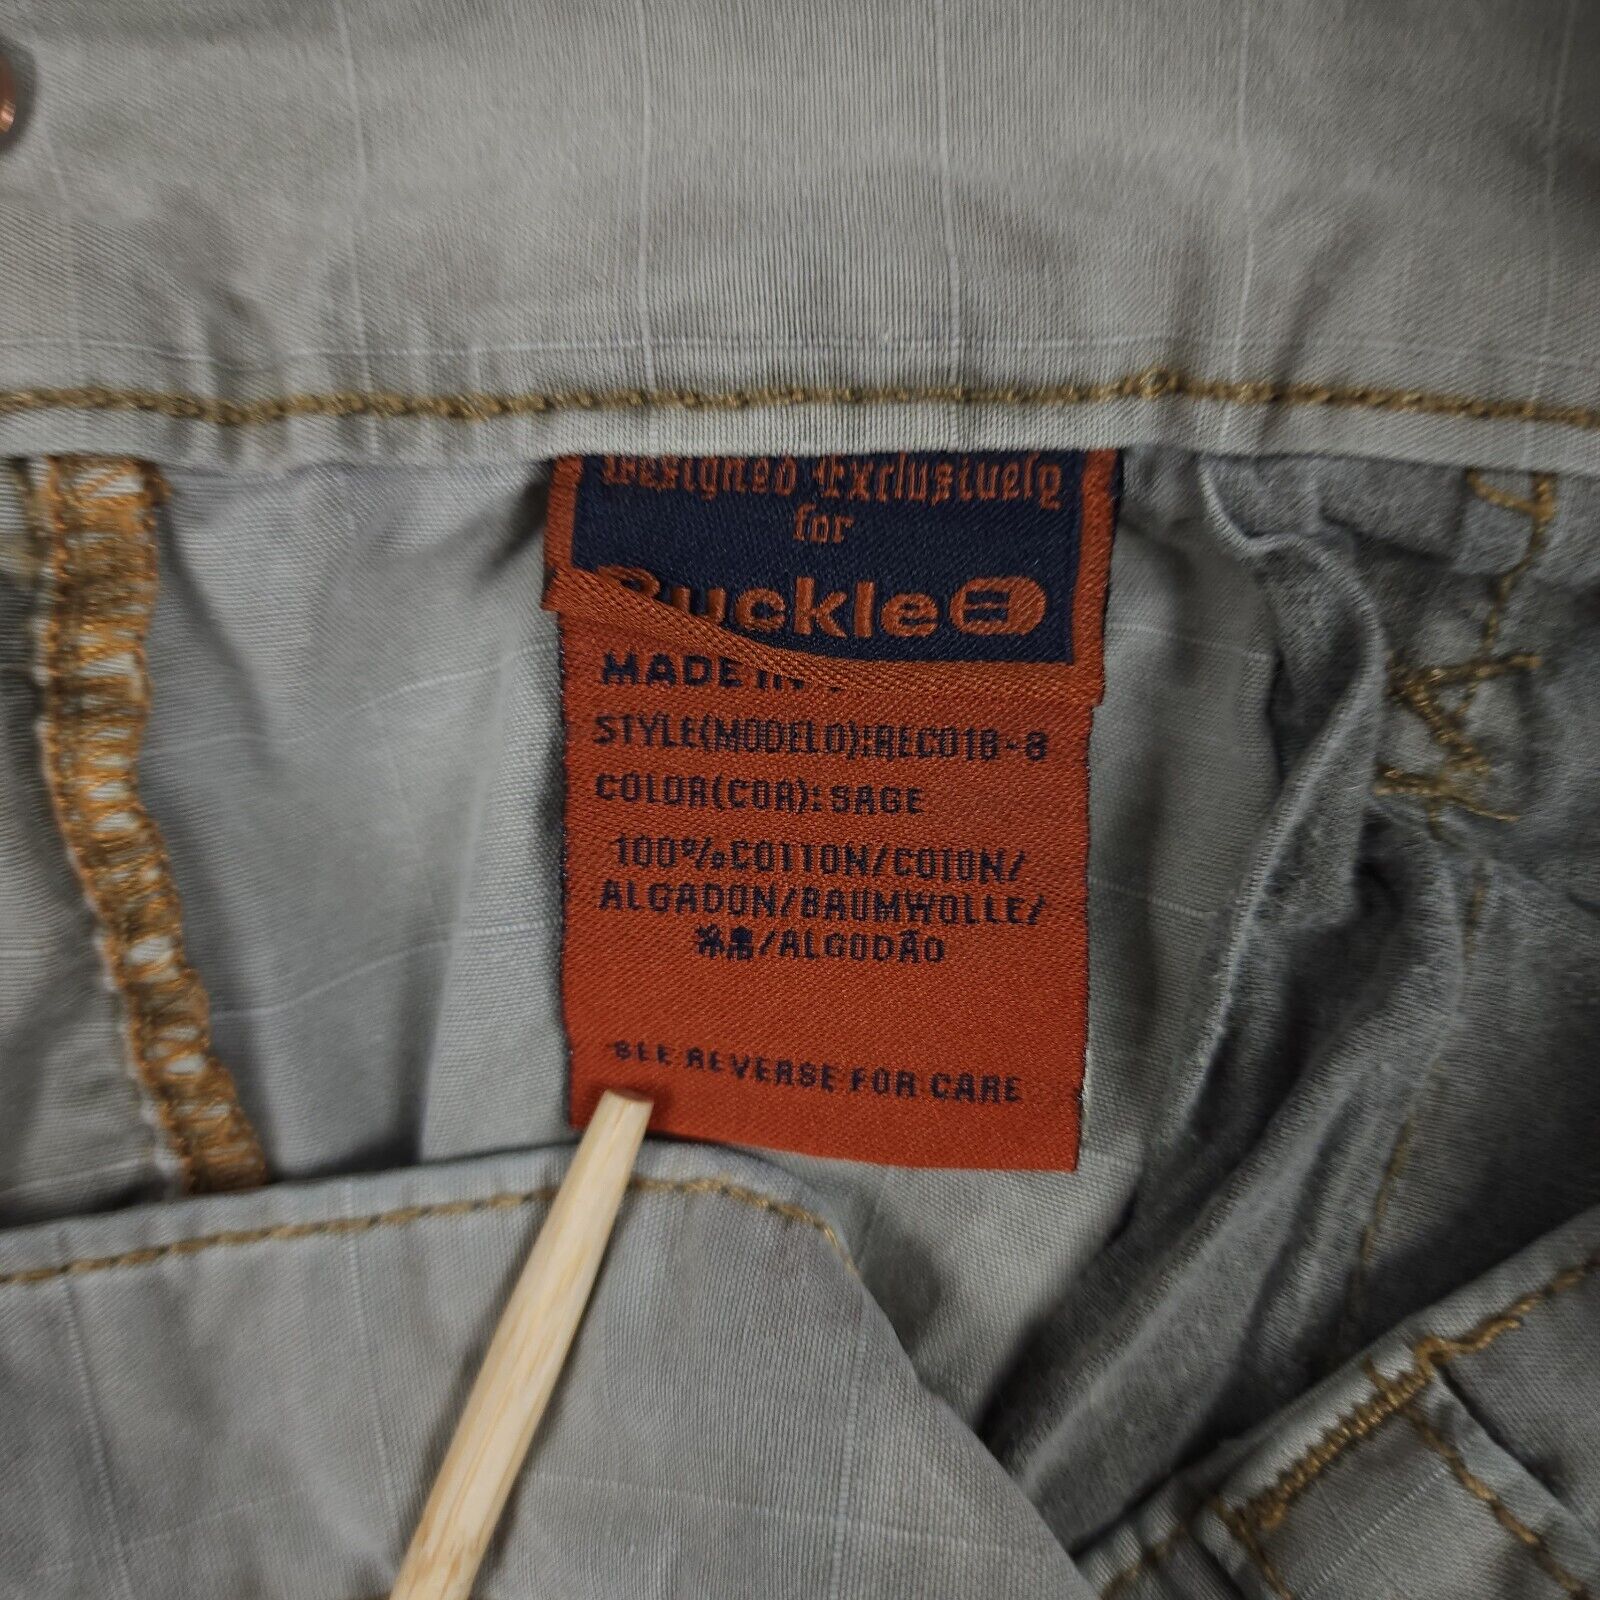 Designed Exclusively
for
Buckle
MADE IN
STYLE(MODELO):REC018-8
COLOR(COR):SAGE
100%COTTON/COTON/
ALGADON/BAUMWOLLE/
/ALGODÃO
SEE REVERSE FOR CARE